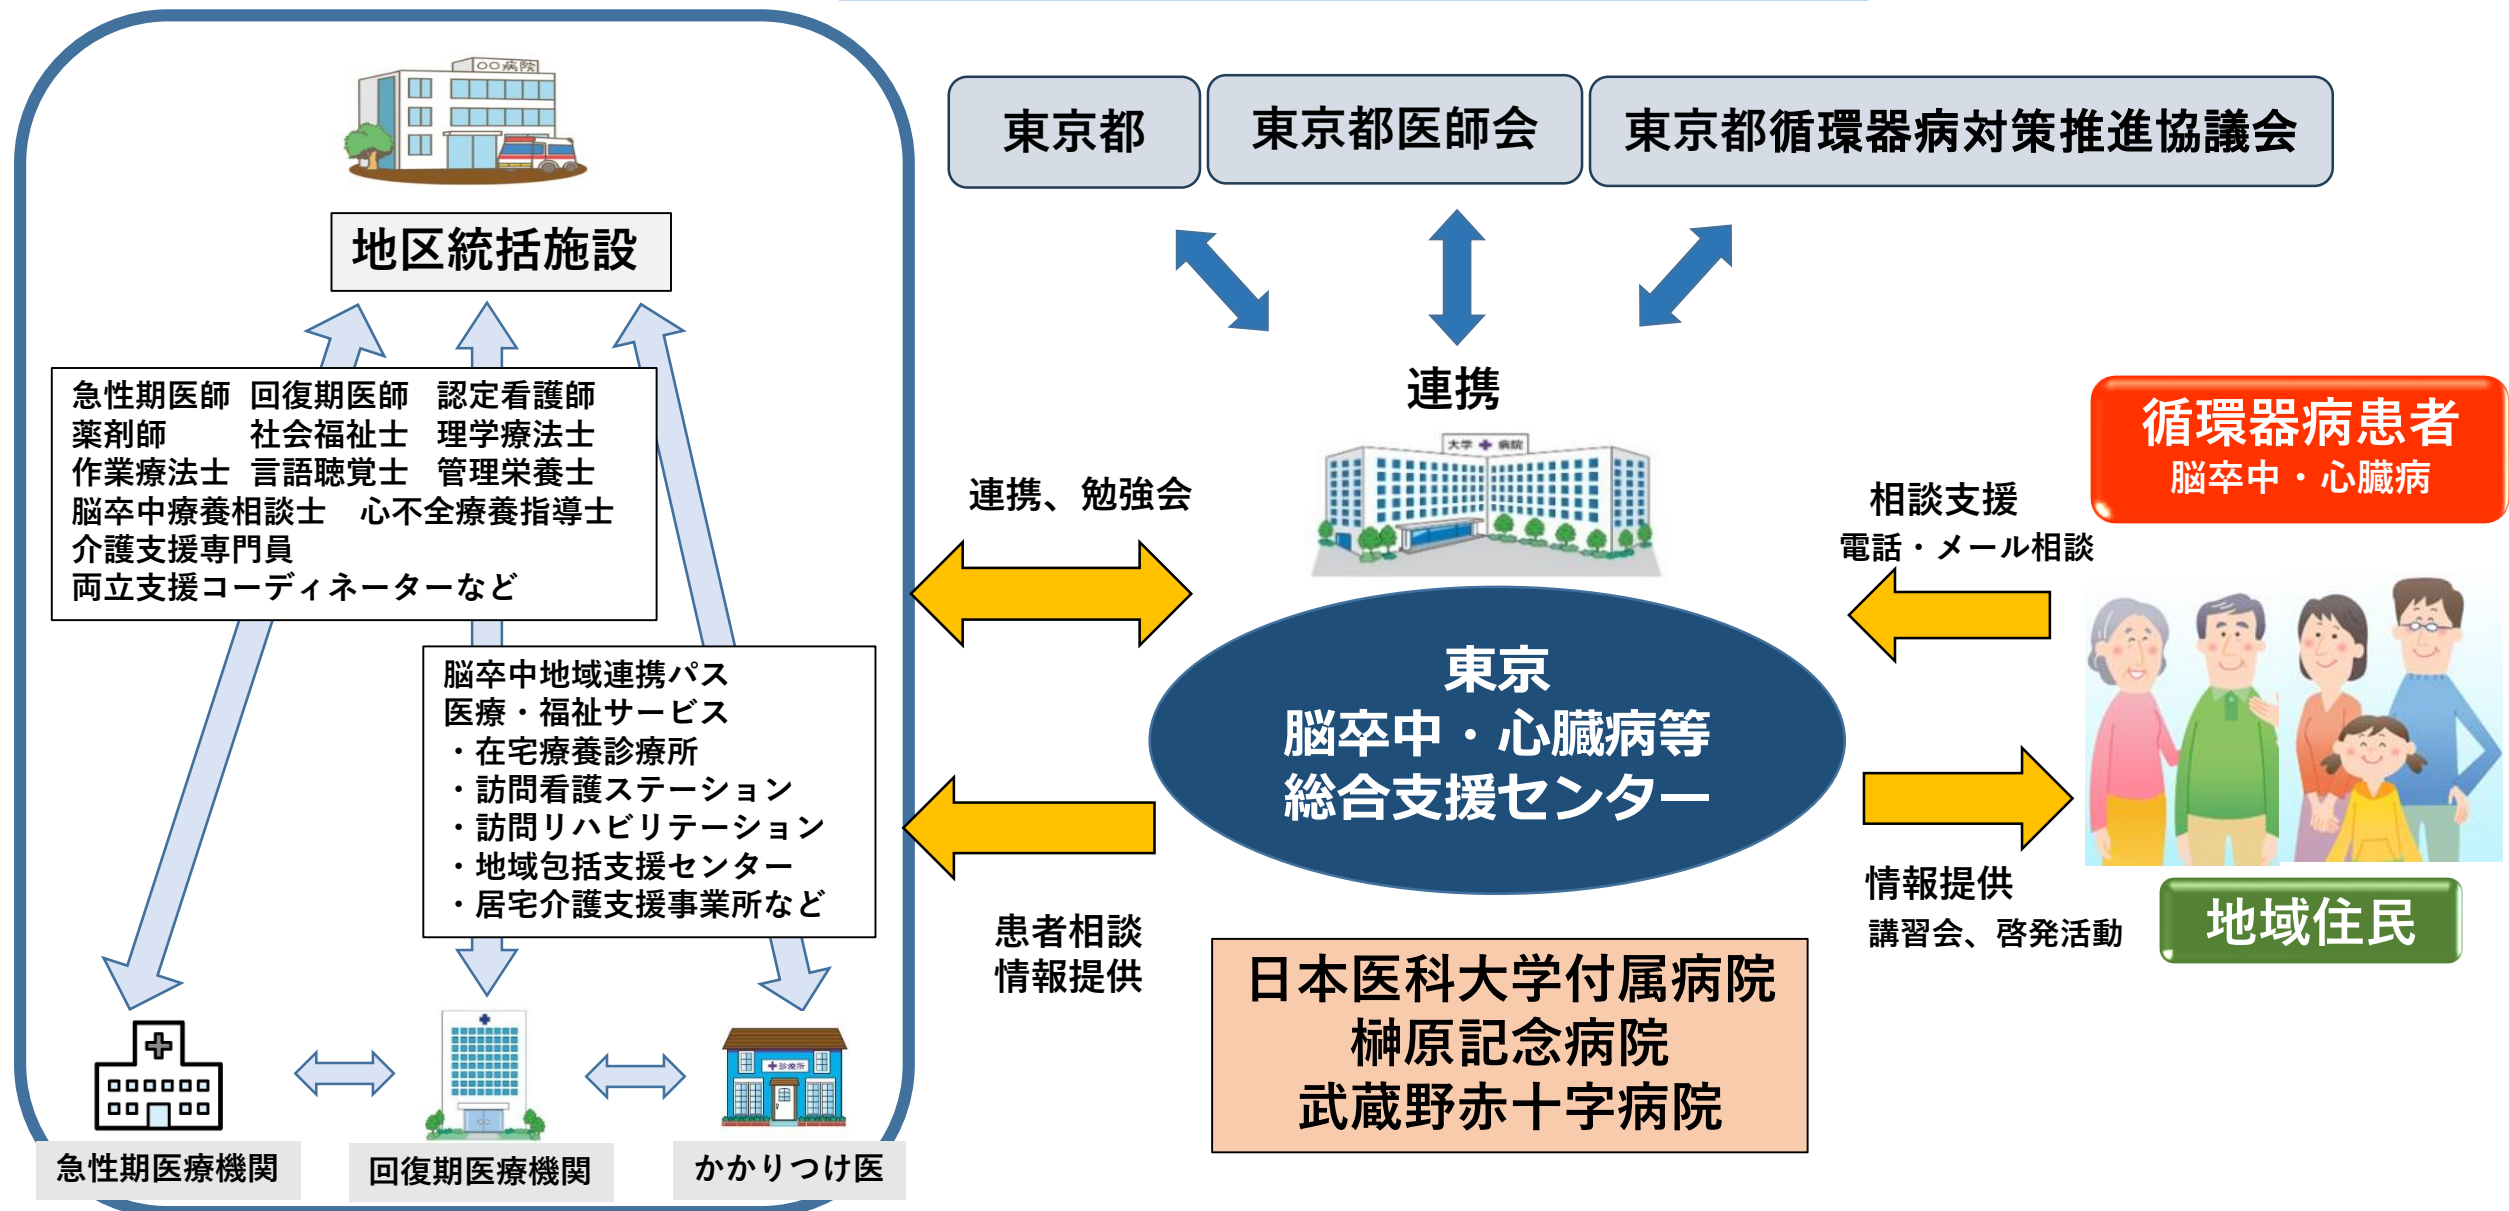 〇〇病院
地区統括施設
急性期医師 回復期医師 認定看護師
薬剤師 社会福祉士 理学療法士
作業療法士 言語聴覚士 管理栄養士
脳卒中療養相談士 心不全療養指導士
介護支援専門員
両立支援コーディネーターなど
脳卒中地域連携パス
医療・福祉サービス
・在宅療養診療所
・訪問看護ステーション
・訪問リハビリテーション
・地域包括支援センター
・居宅介護支援事業所など
診療所
急性期医療機関
回復期医療機関
かかりつけ医
東京都
東京都医師会
東京都循環器病対策推進協議会
連携
大学 病院
連携、勉強会
東京
脳卒中・心臓病等
総合支援センター
患者相談
情報提供
日本医科大学付属病院
榊原記念病院
武蔵野赤十字病院
循環器病患者
脳卒中・心臓病
相談支援
電話・メール相談
情報提供
講習会、啓発活動
地域住民